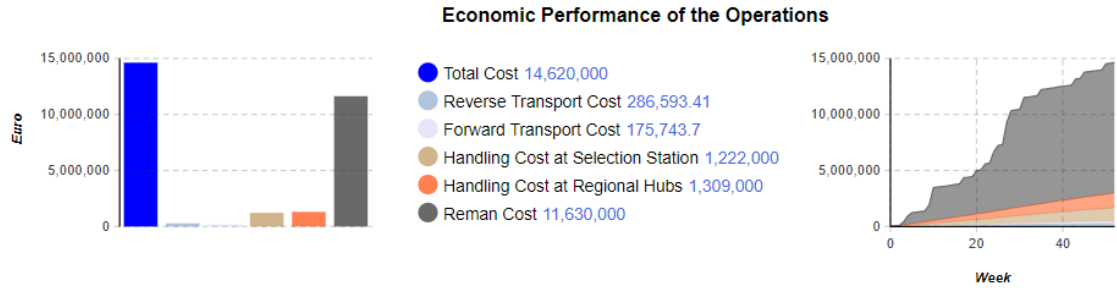 Economic Performance of the Operations
15,000,000
10,000,000
5,000,000
0
Euro
Total Cost 14,620,000
Reverse Transport Cost 286,593.41
Forward Transport Cost 175,743.7
Handling Cost at Selection Station 1,222,000
Handling Cost at Regional Hubs 1,309,000
Reman Cost 11,630,000
15,000,000
10,000,000
5,000,000
0
0 20 40
Week